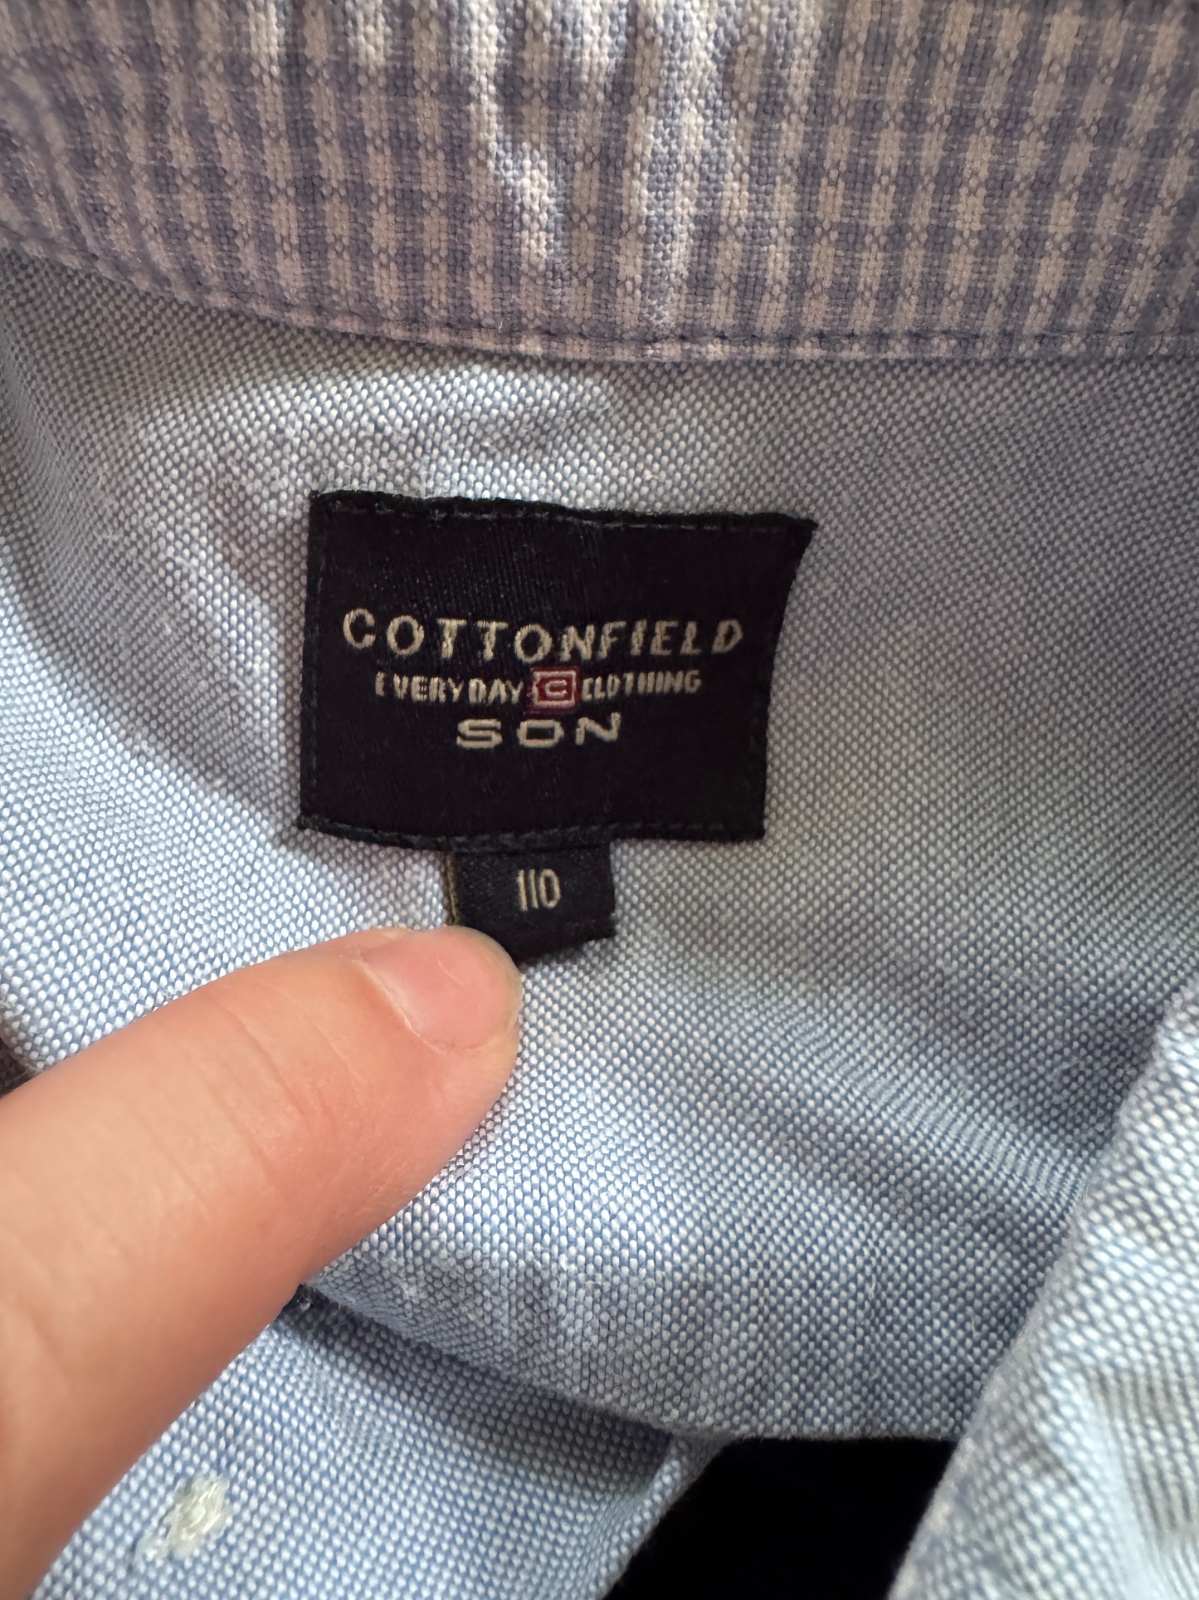 COTTONFIELD
EVERYDAY C CLOTHING
SON
110